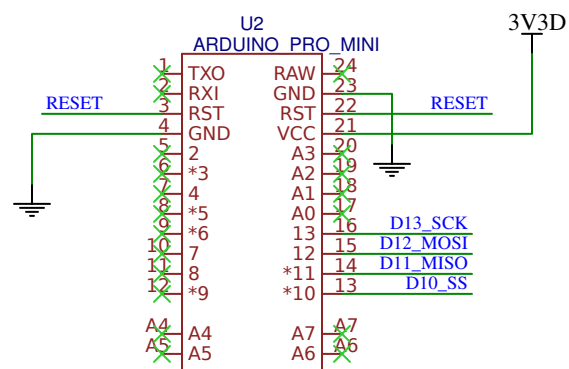 U2
ARDUINO_PRO_MINI
3V3D
1 TXO RAW 24
2 RXI GND 23
RESET 3 RST RST 22 RESET
4 GND VCC 21
5 2 A3 20
6 *3 A2 19
7 4 A1 18
8 *5 A0 17
9 *6 13 16 D13_SCK
10 7 12 15 D12_MOSI
11 8 *11 14 D11_MISO
12 *9 *10 13 D10_SS
A4 A4 A7 A7
A5 A5 A6 A6